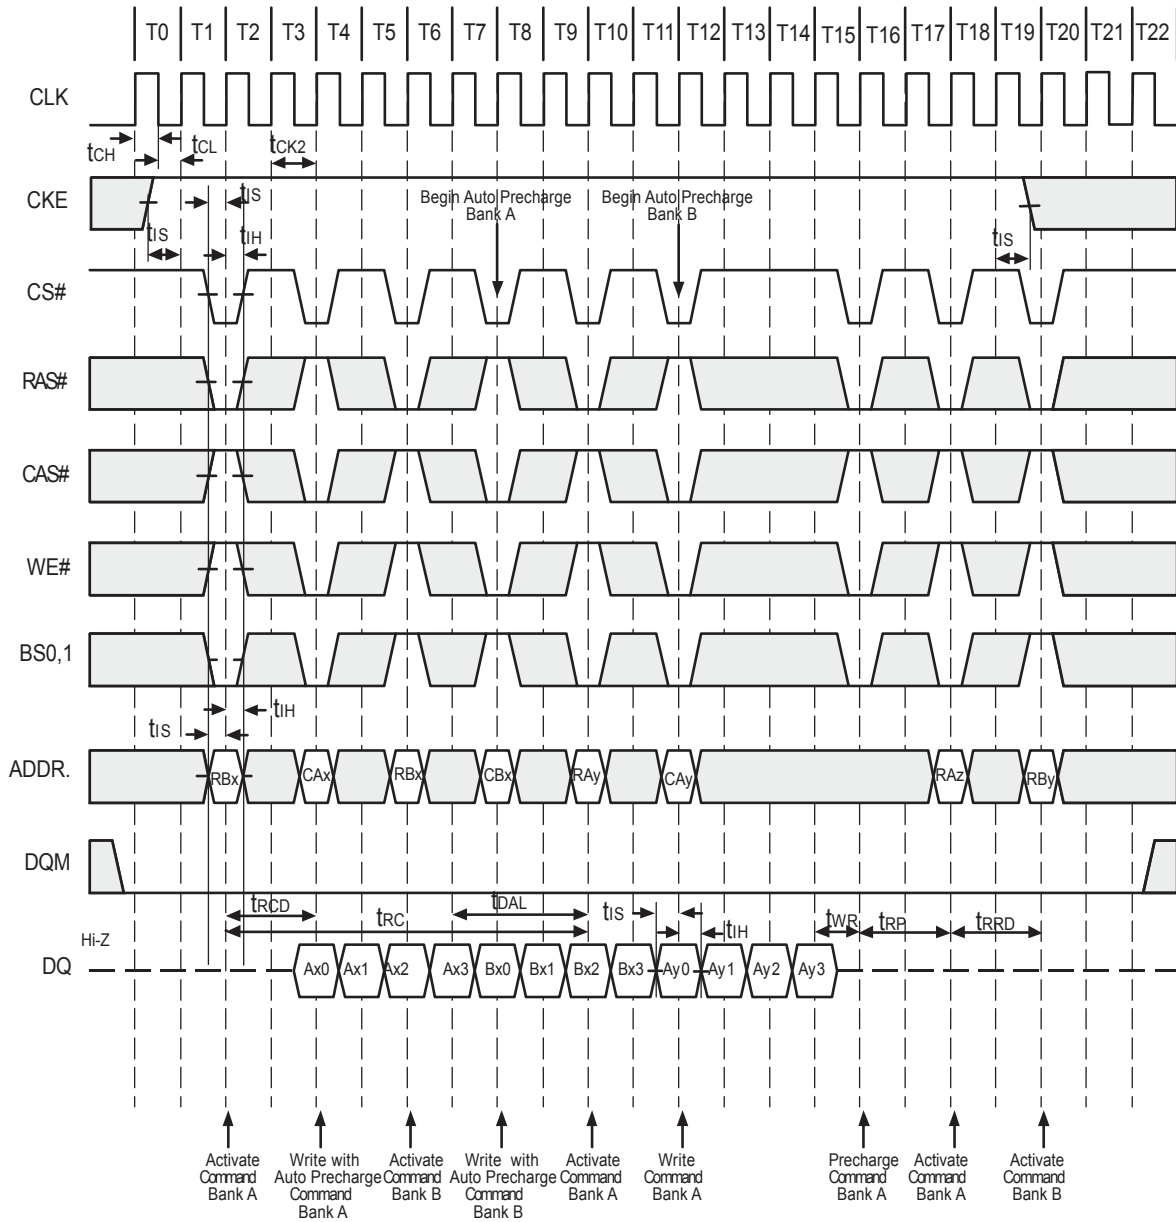 T0 T1 T2 T3 T4 T5 T6 T7 T8 T9 T10 T11 T12 T13 T14 T15 T16 T17 T18 T19 T20 T21 T22
CLK
tCH tCL tCK2
CKE
tIS
Begin Auto Precharge
Bank A
Begin Auto Precharge
Bank B
tIS tIH tIS
CS#
RAS#
CAS#
WE#
BS0,1
tIH
tIS
ADDR.
RBx CAx RBx CBx RAy CAy RAz RBy
DQM
tRCD tRC tDAL tIS tIH tWR tRP tRRD
Hi-Z
DQ
Ax0 Ax1 Ax2 Ax3 Bx0 Bx1 Bx2 Bx3 Ay0 Ay1 Ay2 Ay3
Activate
Command
Bank A
Write with
Auto Precharge
Command
Bank A
Activate
Command
Bank B
Write with
Auto Precharge
Command
Bank B
Activate
Command
Bank A
Write
Command
Bank A
Precharge
Command
Bank A
Activate
Command
Bank A
Activate
Command
Bank B